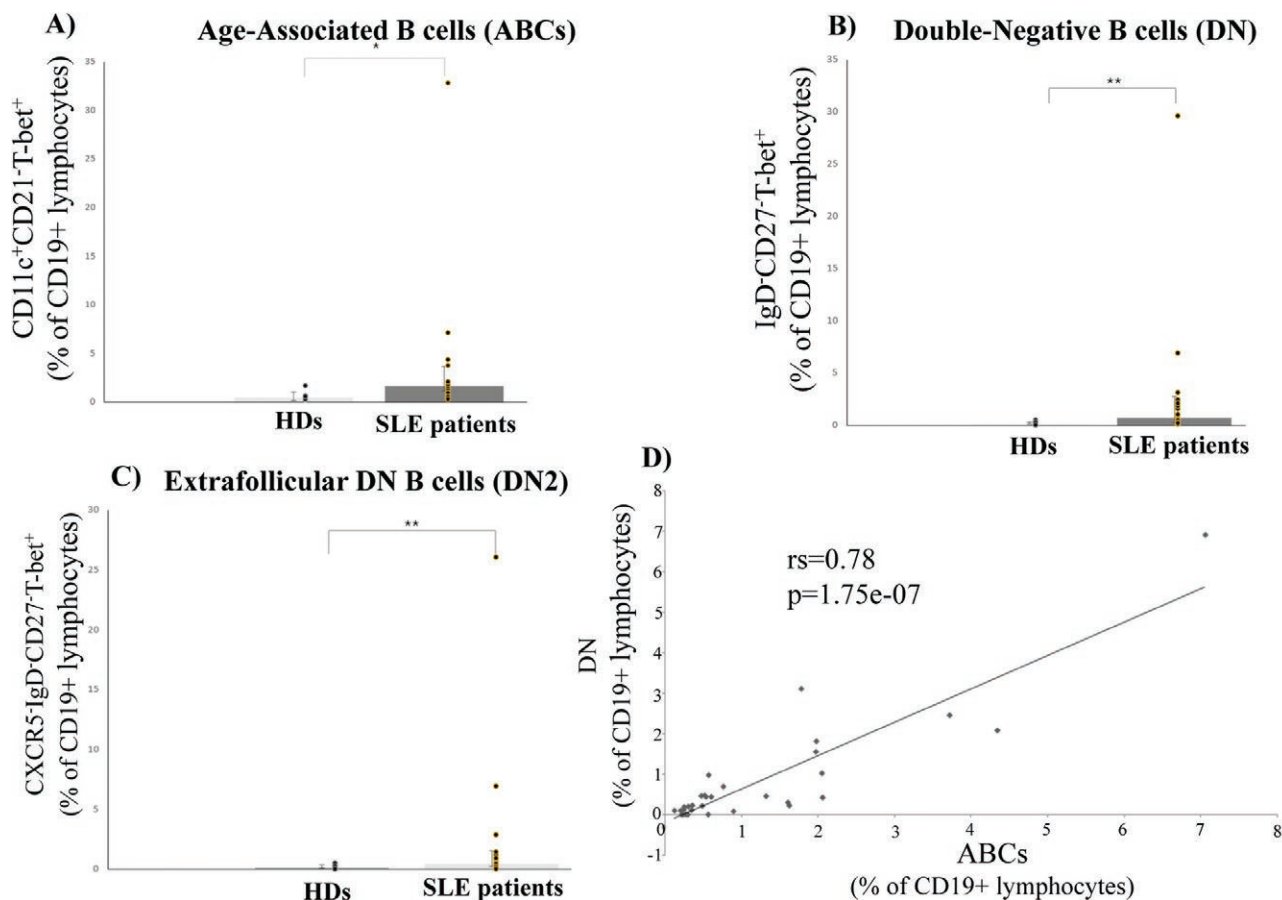 A)
Age-Associated B cells (ABCs)
*
CD11c⁺CD21⁻T-bet⁺
(% of CD19+ lymphocytes)
35
30
25
20
15
10
5
0
HDs
SLE patients
B)
Double-Negative B cells (DN)
**
IgD⁻CD27⁻T-bet⁺
(% of CD19+ lymphocytes)
35
30
25
20
15
10
5
0
HDs
SLE patients
C)
Extrafollicular DN B cells (DN2)
**
CXCR5⁻IgD⁻CD27⁻T-bet⁺
(% of CD19+ lymphocytes)
30
25
20
15
10
5
0
HDs
SLE patients
D)
rs=0.78
p=1.75e-07
DN
(% of CD19+ lymphocytes)
8
7
6
5
4
3
2
1
0
-1
0 1 2 3 4 5 6 7 8
ABCs
(% of CD19+ lymphocytes)